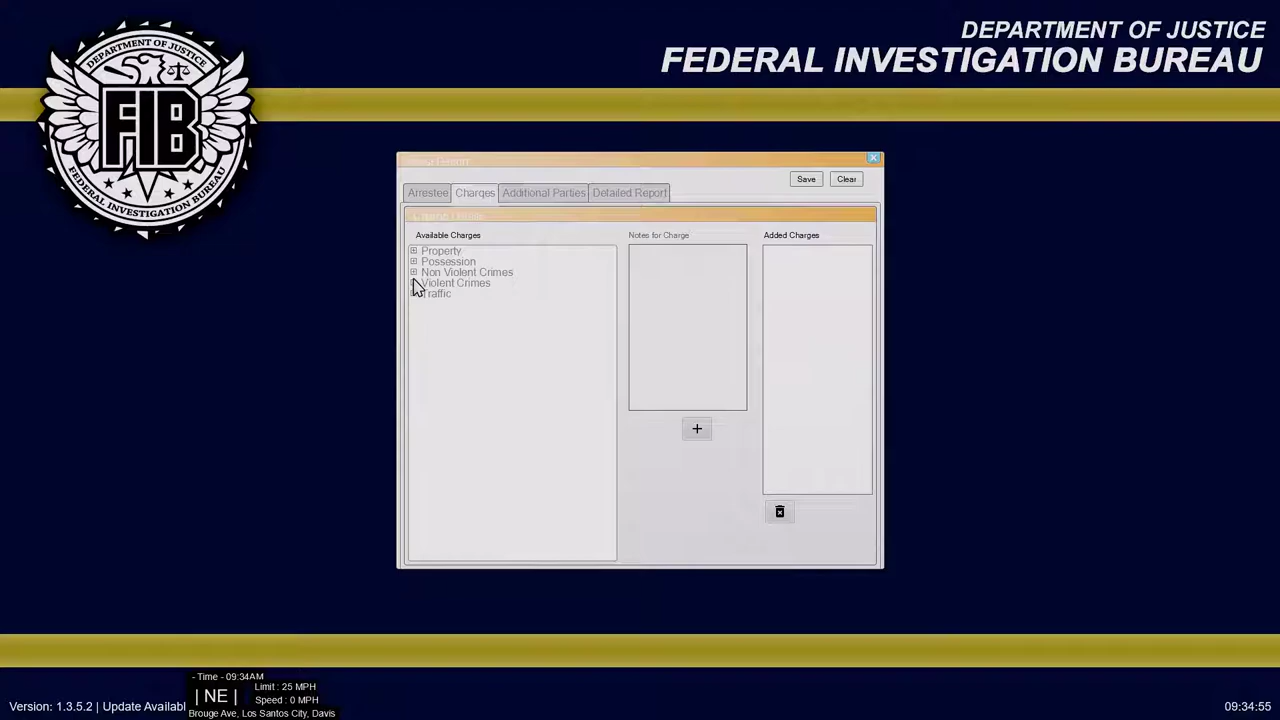 DEPARTMENT OF JUSTICE
FEDERAL INVESTIGATION BUREAU
DEPARTMENT OF JUSTICE
FIB
FEDERAL INVESTIGATION BUREAU
Save
Clear
Arrestee
Charges
Additional Parties
Detailed Report
Available Charges
Notes for Charge
Added Charges
Property
Possession
Non Violent Crimes
Violent Crimes
Traffic
+
- Time - 09:34AM
| NE |
Limit : 25 MPH
Speed : 0 MPH
Brouge Ave, Los Santos City, Davis
Version: 1.3.5.2 | Update Availabl
09:34:55